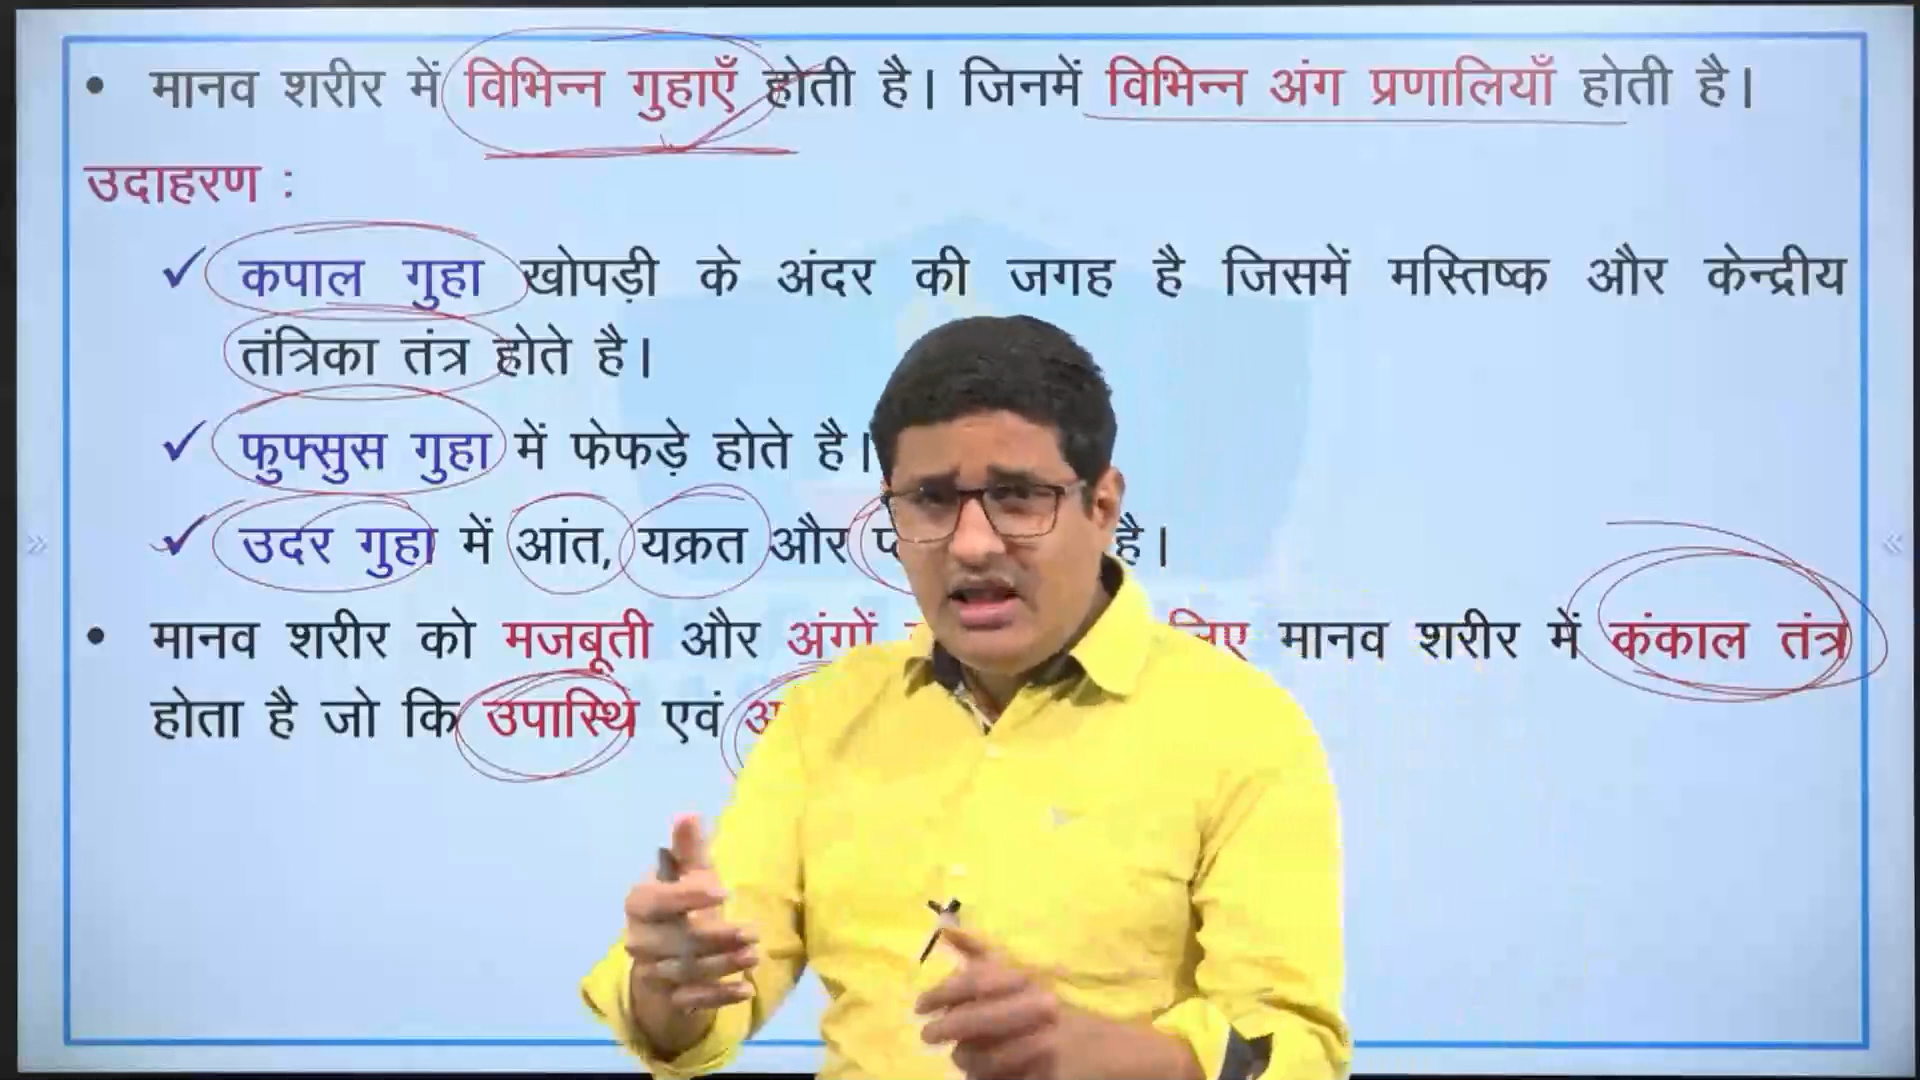 • मानव शरीर में विभिन्न गुहाएँ होती है। जिनमें विभिन्न अंग प्रणालियाँ होती है।
उदाहरण :
✓ कपाल गुहा खोपड़ी के अंदर की जगह है जिसमें मस्तिष्क और केन्द्रीय
तंत्रिका तंत्र होते है।
✓ फुफ्सुस गुहा में फेफड़े होते है।
✓ उदर गुहा में आंत, यक्रत और है।
• मानव शरीर को मजबूती और अंगों मानव शरीर में कंकाल तंत्र
होता है जो कि उपास्थि एवं